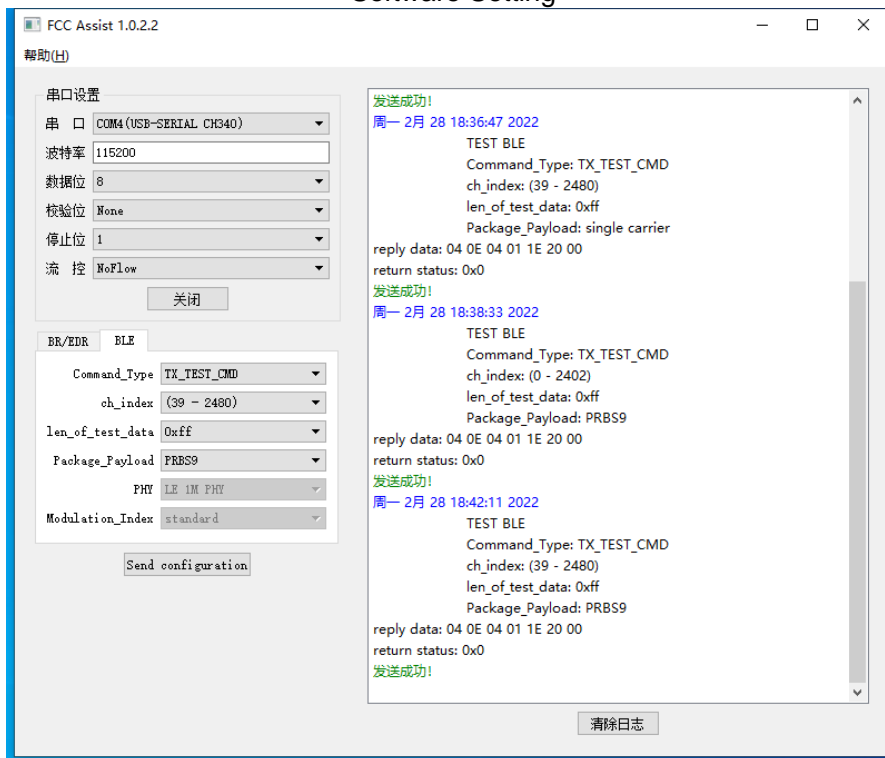 Software Setting
FCC Assist 1.0.2.2
帮助(H)
串口设置
串 口 COM4(USB-SERIAL CH340)
波特率 115200
数据位 8
校验位 None
停止位 1
流 控 NoFlow
关闭
BR/EDR BLE
Command_Type TX_TEST_CMD
ch_index (39 - 2480)
len_of_test_data 0xff
Package_Payload PRBS9
PHY LE 1M PHY
Modulation_Index standard
Send configuration
发送成功!
周一 2月 28 18:36:47 2022
TEST BLE
Command_Type: TX_TEST_CMD
ch_index: (39 - 2480)
len_of_test_data: 0xff
Package_Payload: single carrier
reply data: 04 0E 04 01 1E 20 00
return status: 0x0
发送成功!
周一 2月 28 18:38:33 2022
TEST BLE
Command_Type: TX_TEST_CMD
ch_index: (0 - 2402)
len_of_test_data: 0xff
Package_Payload: PRBS9
reply data: 04 0E 04 01 1E 20 00
return status: 0x0
发送成功!
周一 2月 28 18:42:11 2022
TEST BLE
Command_Type: TX_TEST_CMD
ch_index: (39 - 2480)
len_of_test_data: 0xff
Package_Payload: PRBS9
reply data: 04 0E 04 01 1E 20 00
return status: 0x0
发送成功!
清除日志